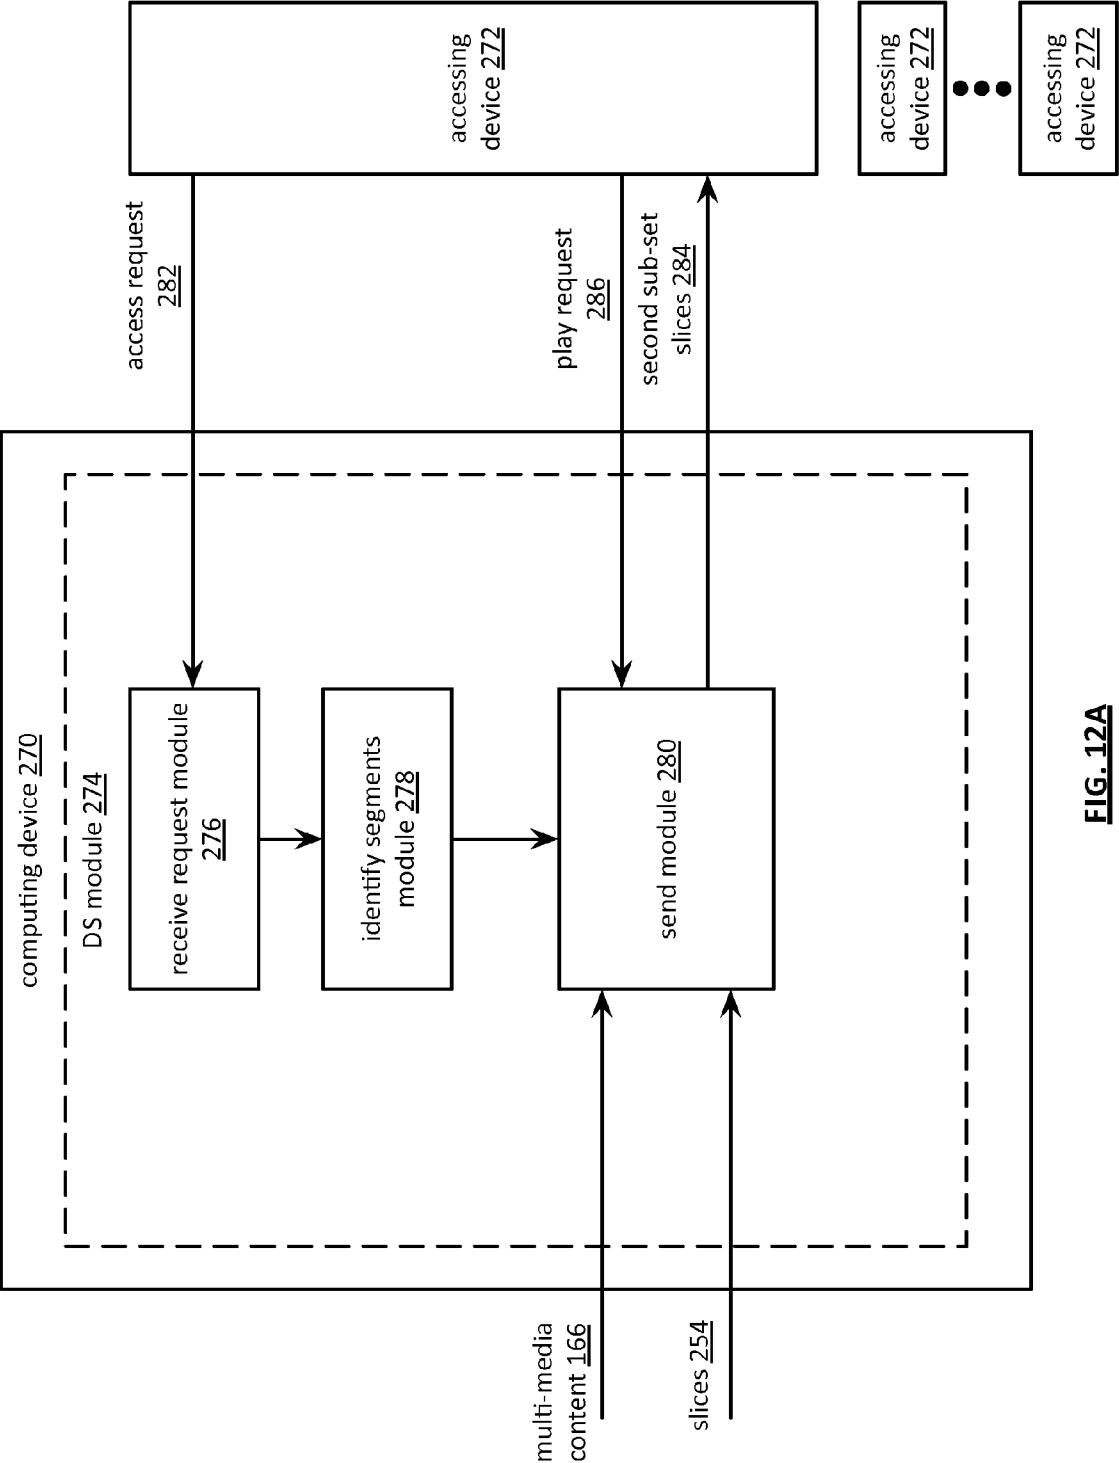 computing device 270
DS module 274
receive request module
276
identify segments
module 278
send module 280
multi-media
content 166
slices 254
access request
282
play request
286
second sub-set
slices 284
accessing
device 272
accessing
device 272
accessing
device 272
FIG. 12A